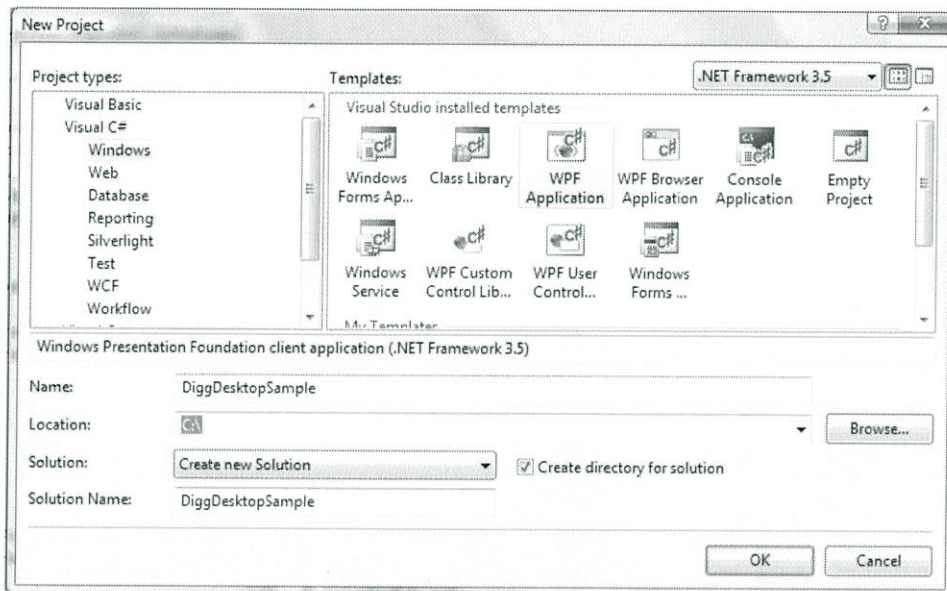 New Project
Project types:
Templates:
.NET Framework 3.5
Visual Basic
Visual C#
Windows
Web
Database
Reporting
Silverlight
Test
WCF
Workflow
Visual Studio installed templates
Windows Forms Ap...
Class Library
WPF Application
WPF Browser Application
Console Application
Empty Project
Windows Service
WPF Custom Control Lib...
WPF User Control...
Windows Forms ...
My Templates
Windows Presentation Foundation client application (.NET Framework 3.5)
Name:
DiggDesktopSample
Location:
C:\
Browse...
Solution:
Create new Solution
Create directory for solution
Solution Name:
DiggDesktopSample
OK
Cancel